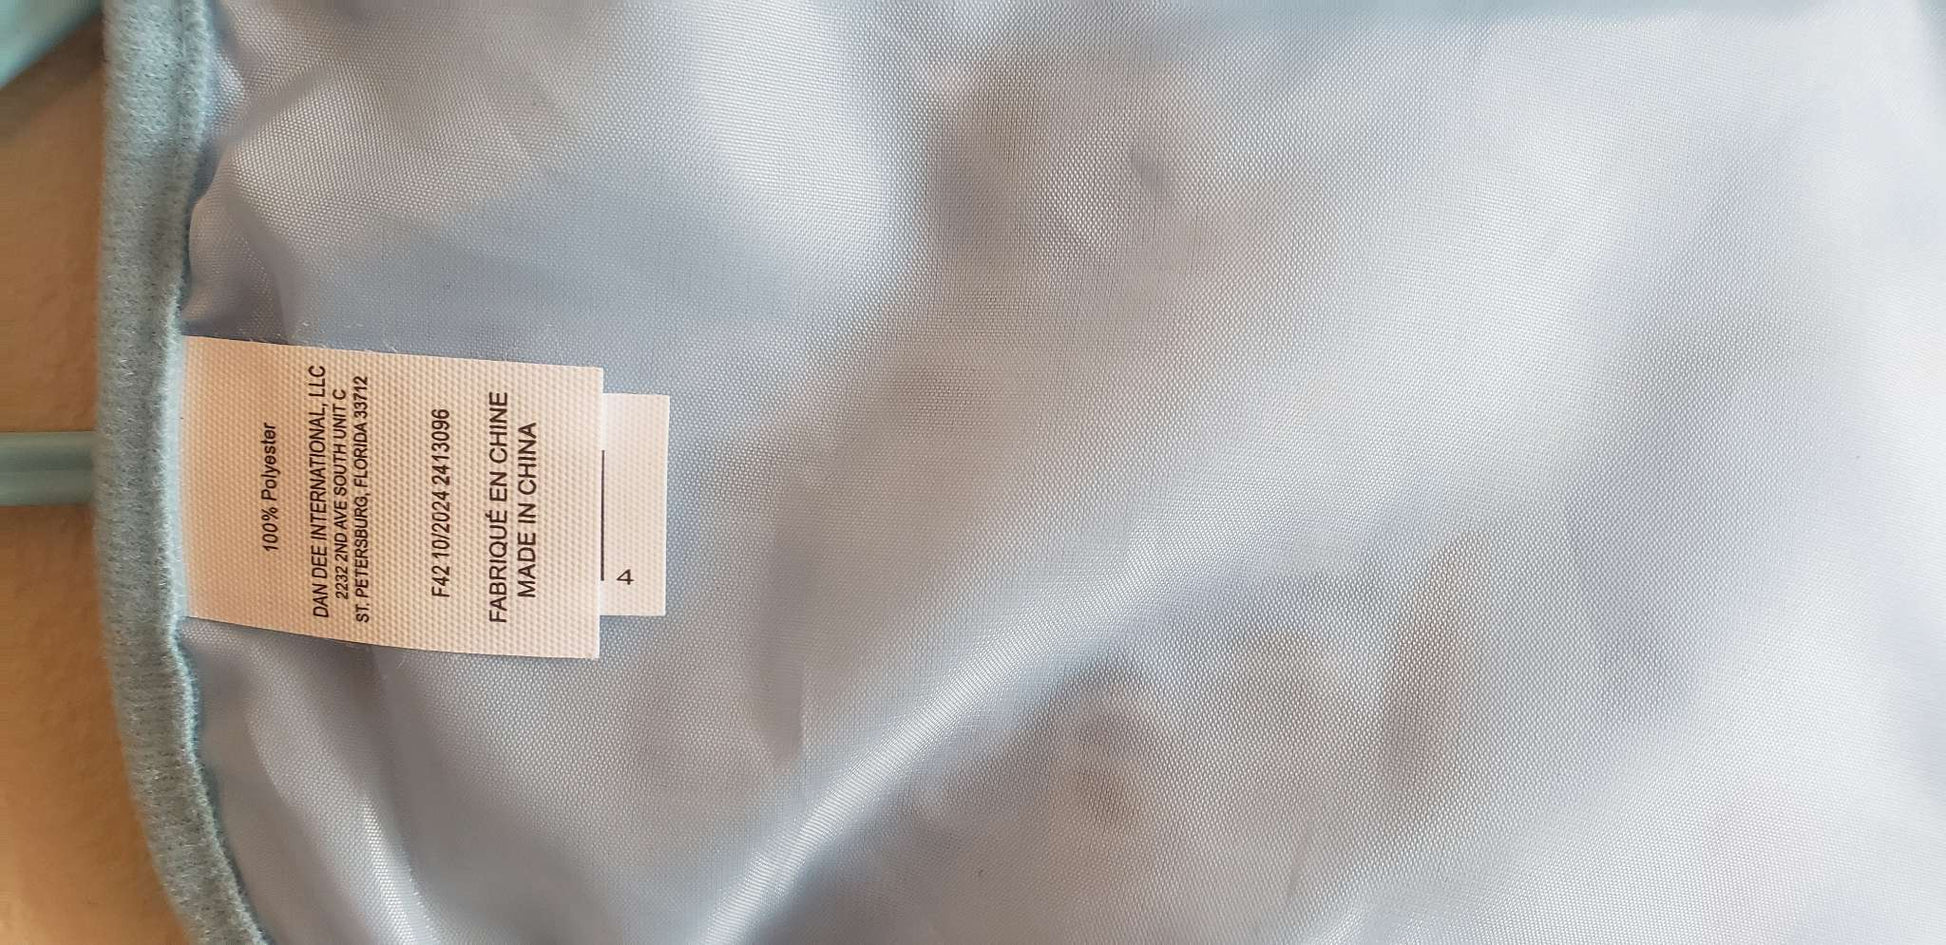 100% Polyester
DAN DEE INTERNATIONAL, LLC
2232 2ND AVE SOUTH UNIT C
ST. PETERSBURG, FLORIDA 33712
F42 10/2024 2413096
FABRIQUÉ EN CHINE
MADE IN CHINA
4